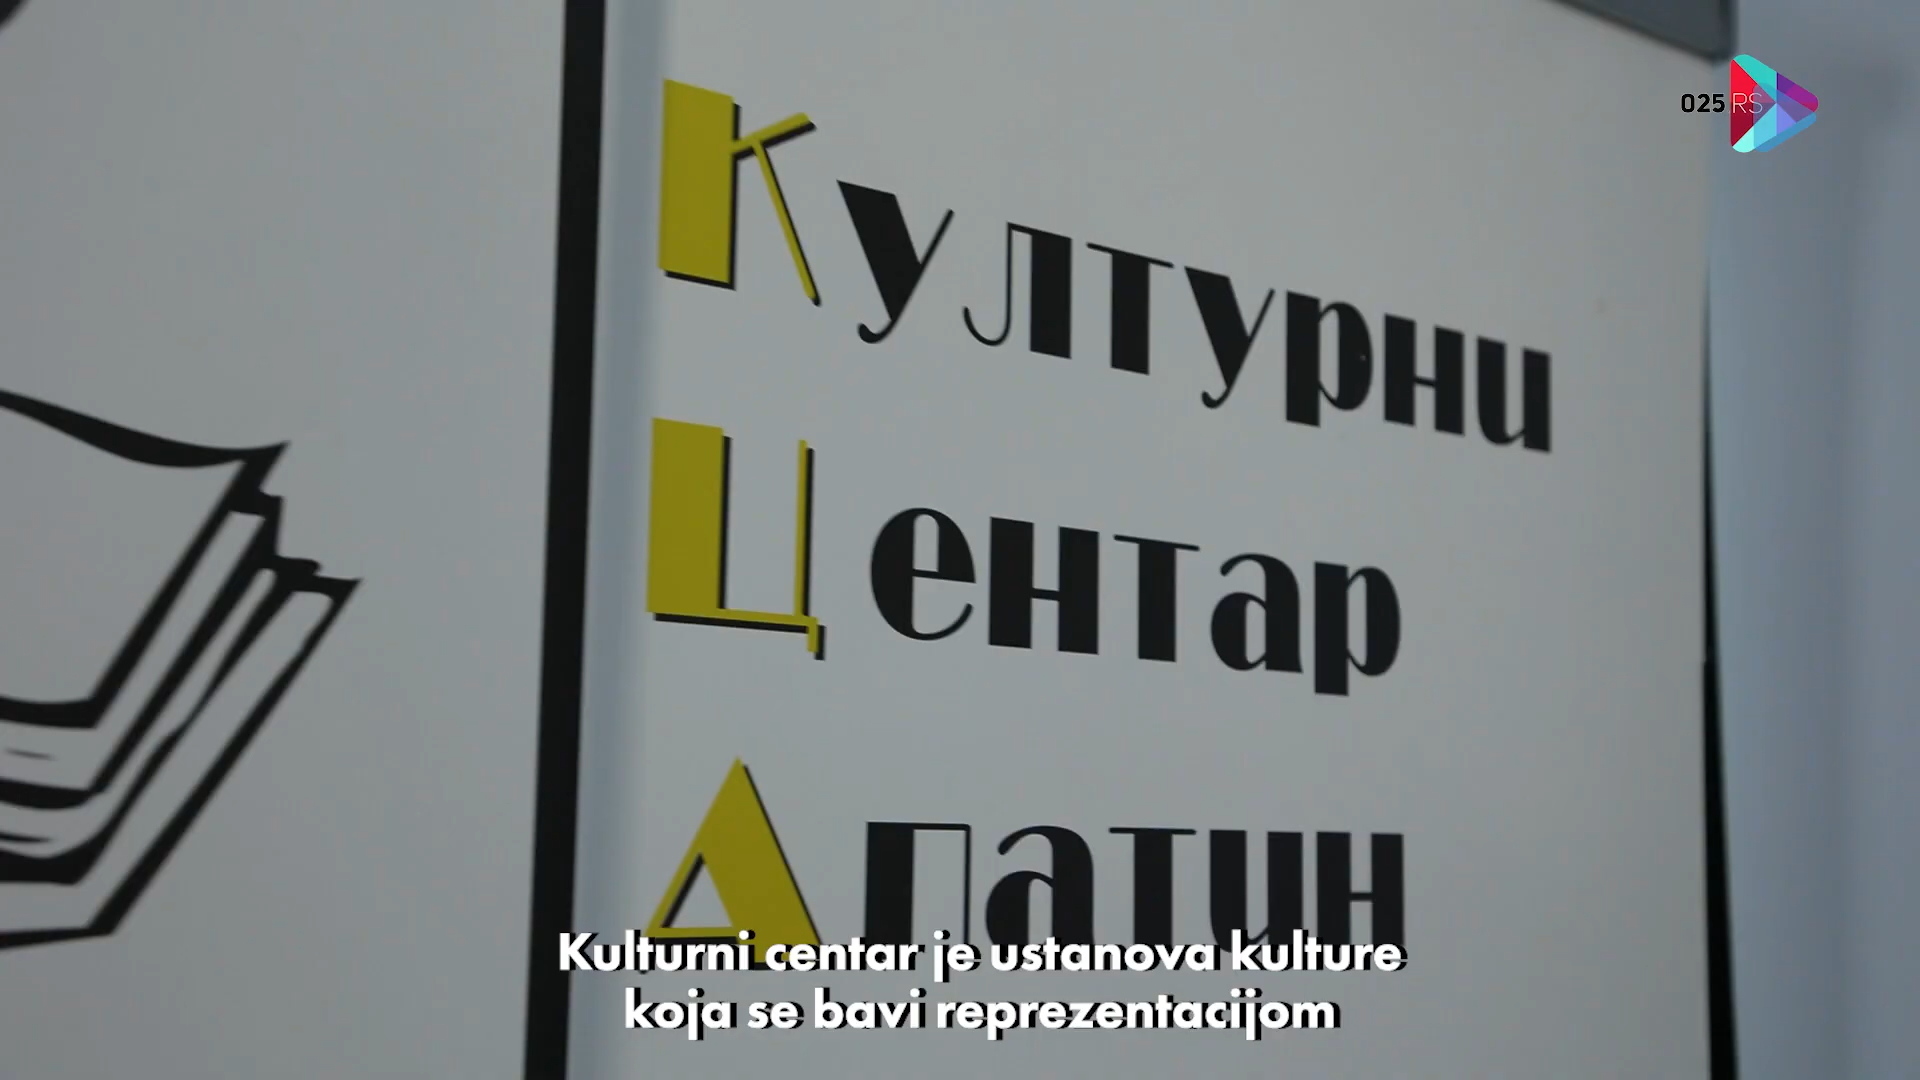 025 RS
Културни
Центар
Апатин
Kulturni centar je ustanova kulture
koja se bavi reprezentacijom